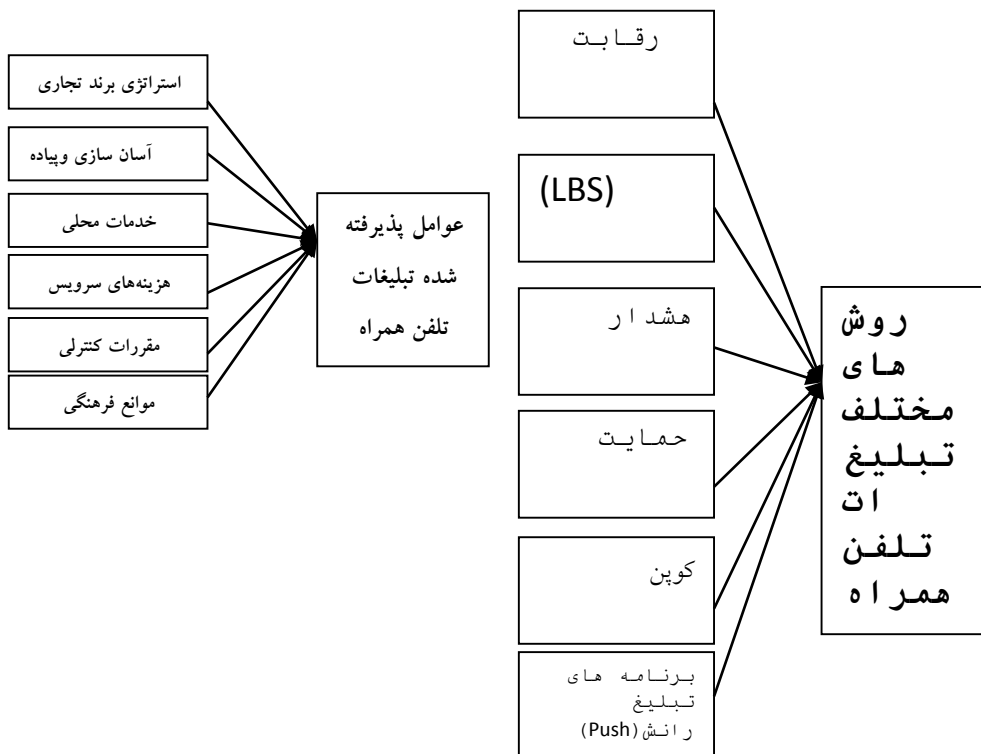 رقابت
(LBS)
هشدار
حمایت
کوپن
برنامه های
تبلیغ
رانش(Push)
روش
های
مختلف
تبلیغ
ات
تلفن
همراه
استراتژی برند تجاری
آسان سازی وپیاده
خدمات محلی
هزینه‌های سرویس
مقررات کنترلی
موانع فرهنگی
عوامل پذیرفته
شده تبلیغات
تلفن همراه